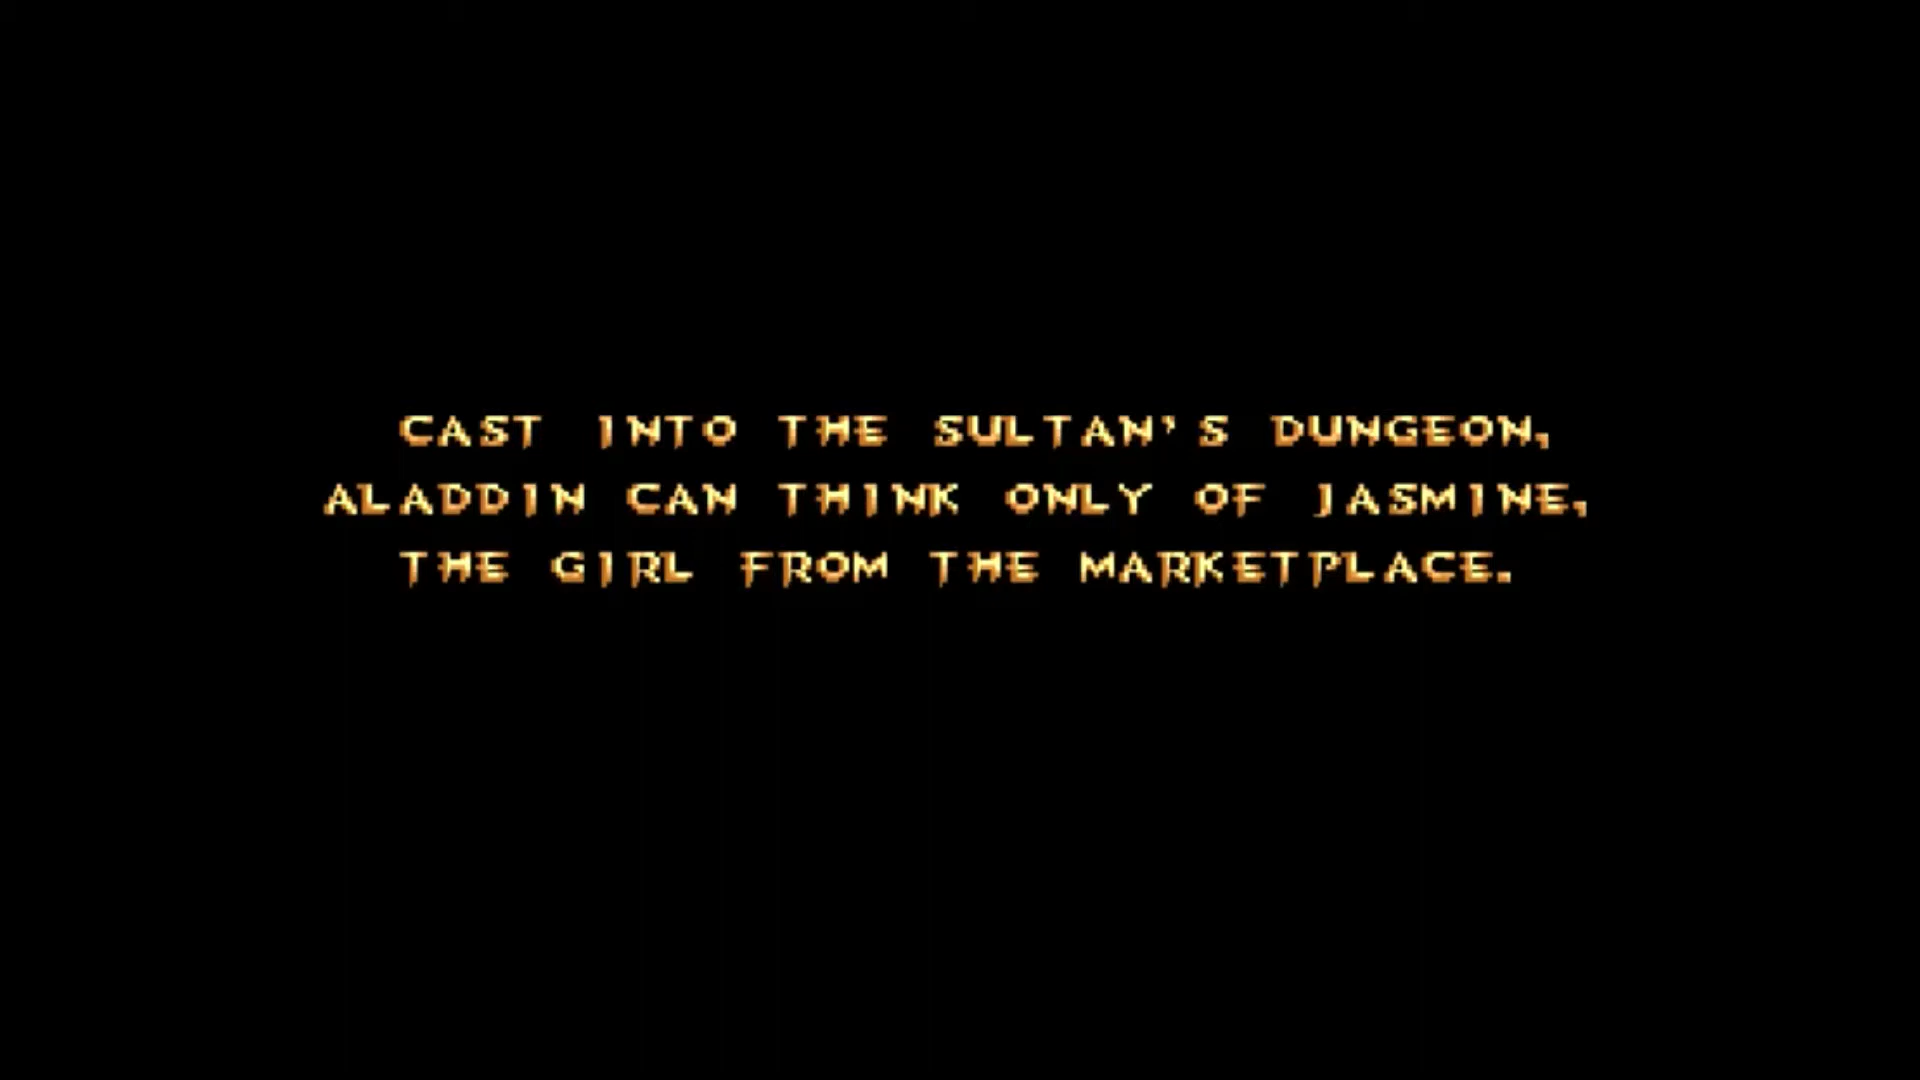 CAST INTO THE SULTAN'S DUNGEON,
ALADDIN CAN THINK ONLY OF JASMINE,
THE GIRL FROM THE MARKETPLACE.